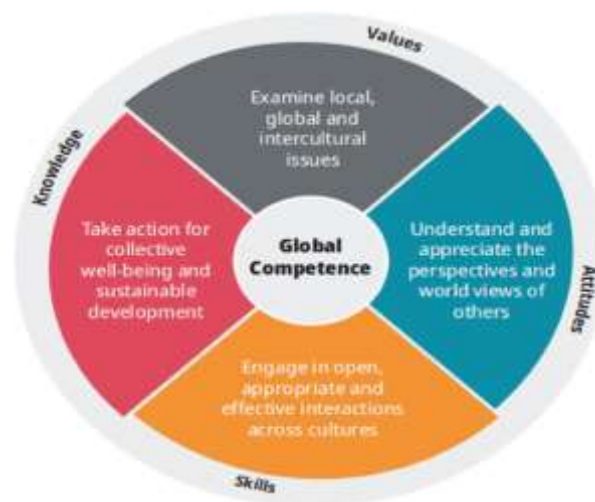 Values
Examine local,
global and
intercultural
issues
Knowledge
Take action for
collective
well-being and
sustainable
development
Global
Competence
Understand and
appreciate the
perspectives and
world views of
others
Attitudes
Engage in open,
appropriate and
effective interactions
across cultures
Skills